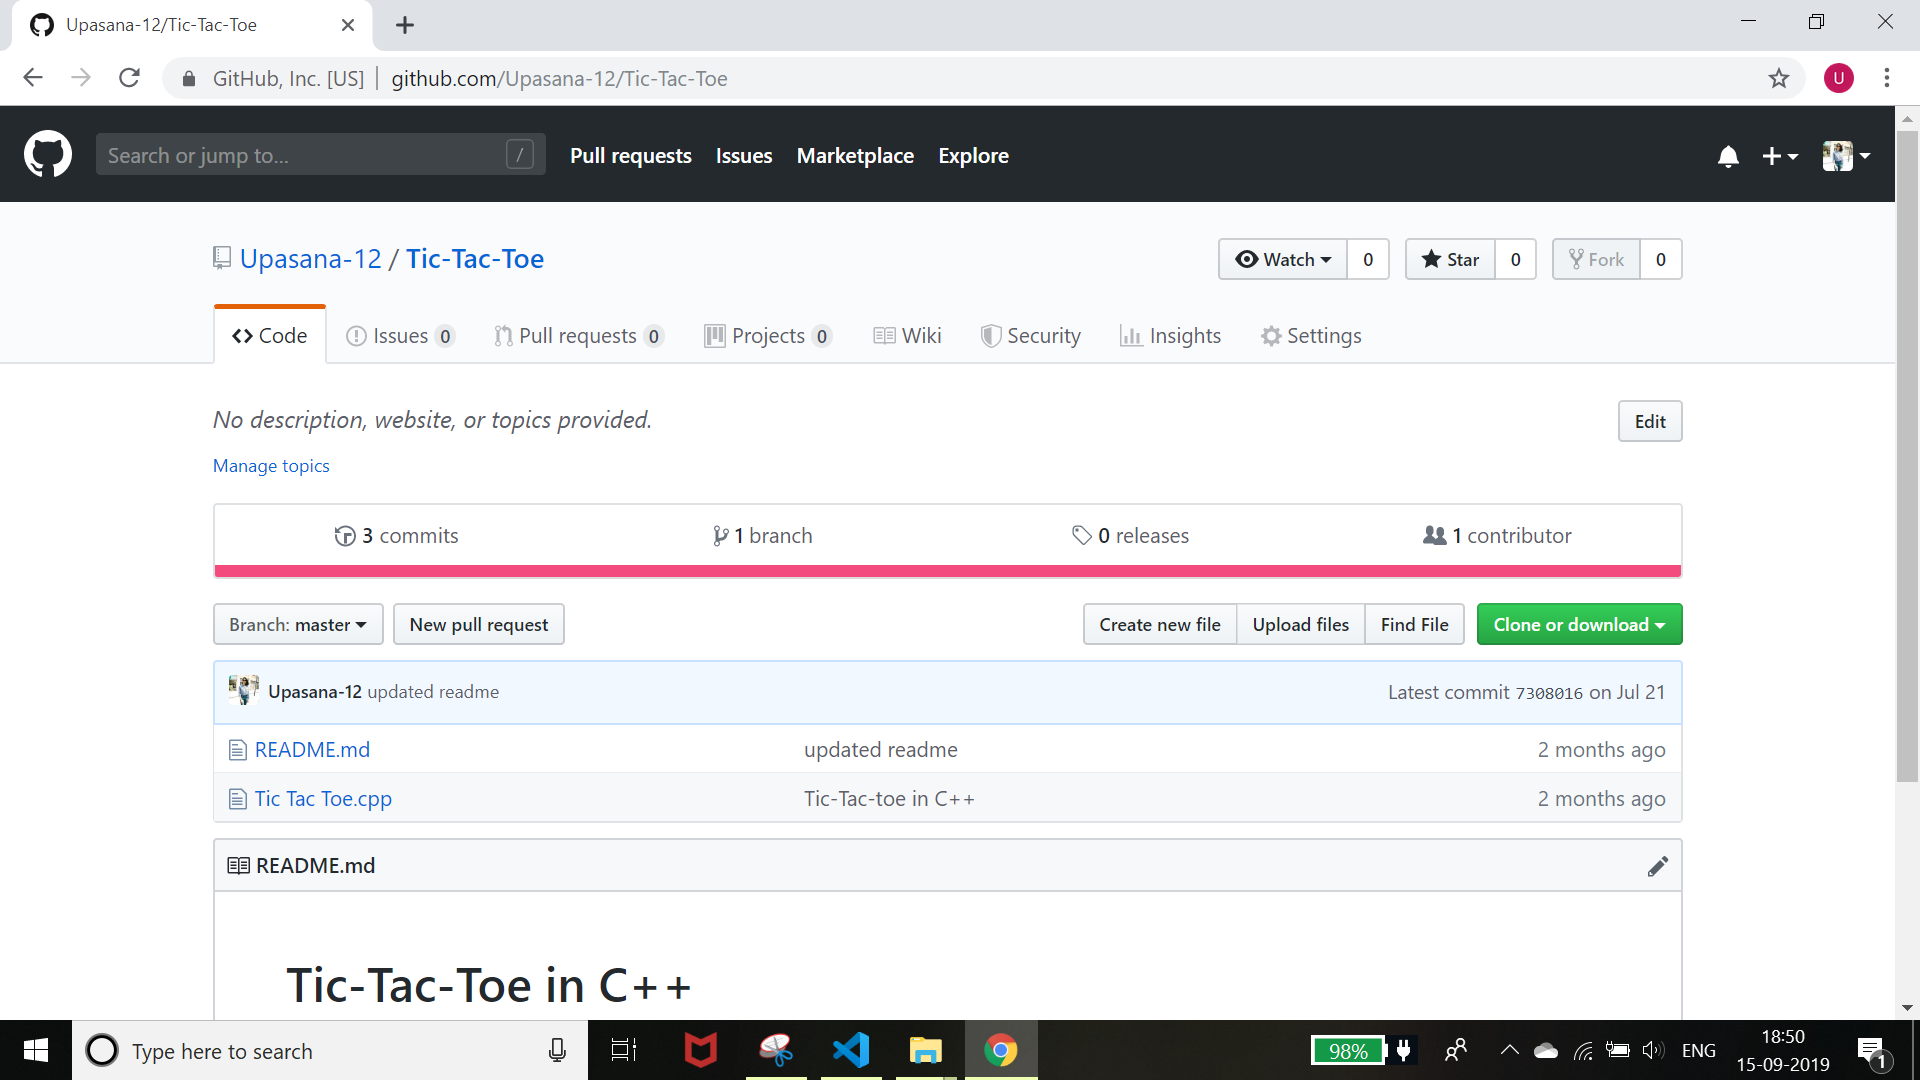 Upasana-12/Tic-Tac-Toe
GitHub, Inc. [US] | github.com/Upasana-12/Tic-Tac-Toe
U
Search or jump to... /
Pull requests Issues Marketplace Explore
Upasana-12 / Tic-Tac-Toe
Watch 0 Star 0 Fork 0
Code Issues 0 Pull requests 0 Projects 0 Wiki Security Insights Settings
No description, website, or topics provided.
Edit
Manage topics
3 commits 1 branch 0 releases 1 contributor
Branch: master New pull request Create new file Upload files Find File Clone or download
Upasana-12 updated readme Latest commit 7308016 on Jul 21
README.md updated readme 2 months ago
Tic Tac Toe.cpp Tic-Tac-toe in C++ 2 months ago
README.md
Tic-Tac-Toe in C++
Type here to search
98%
ENG
18:50
15-09-2019
1